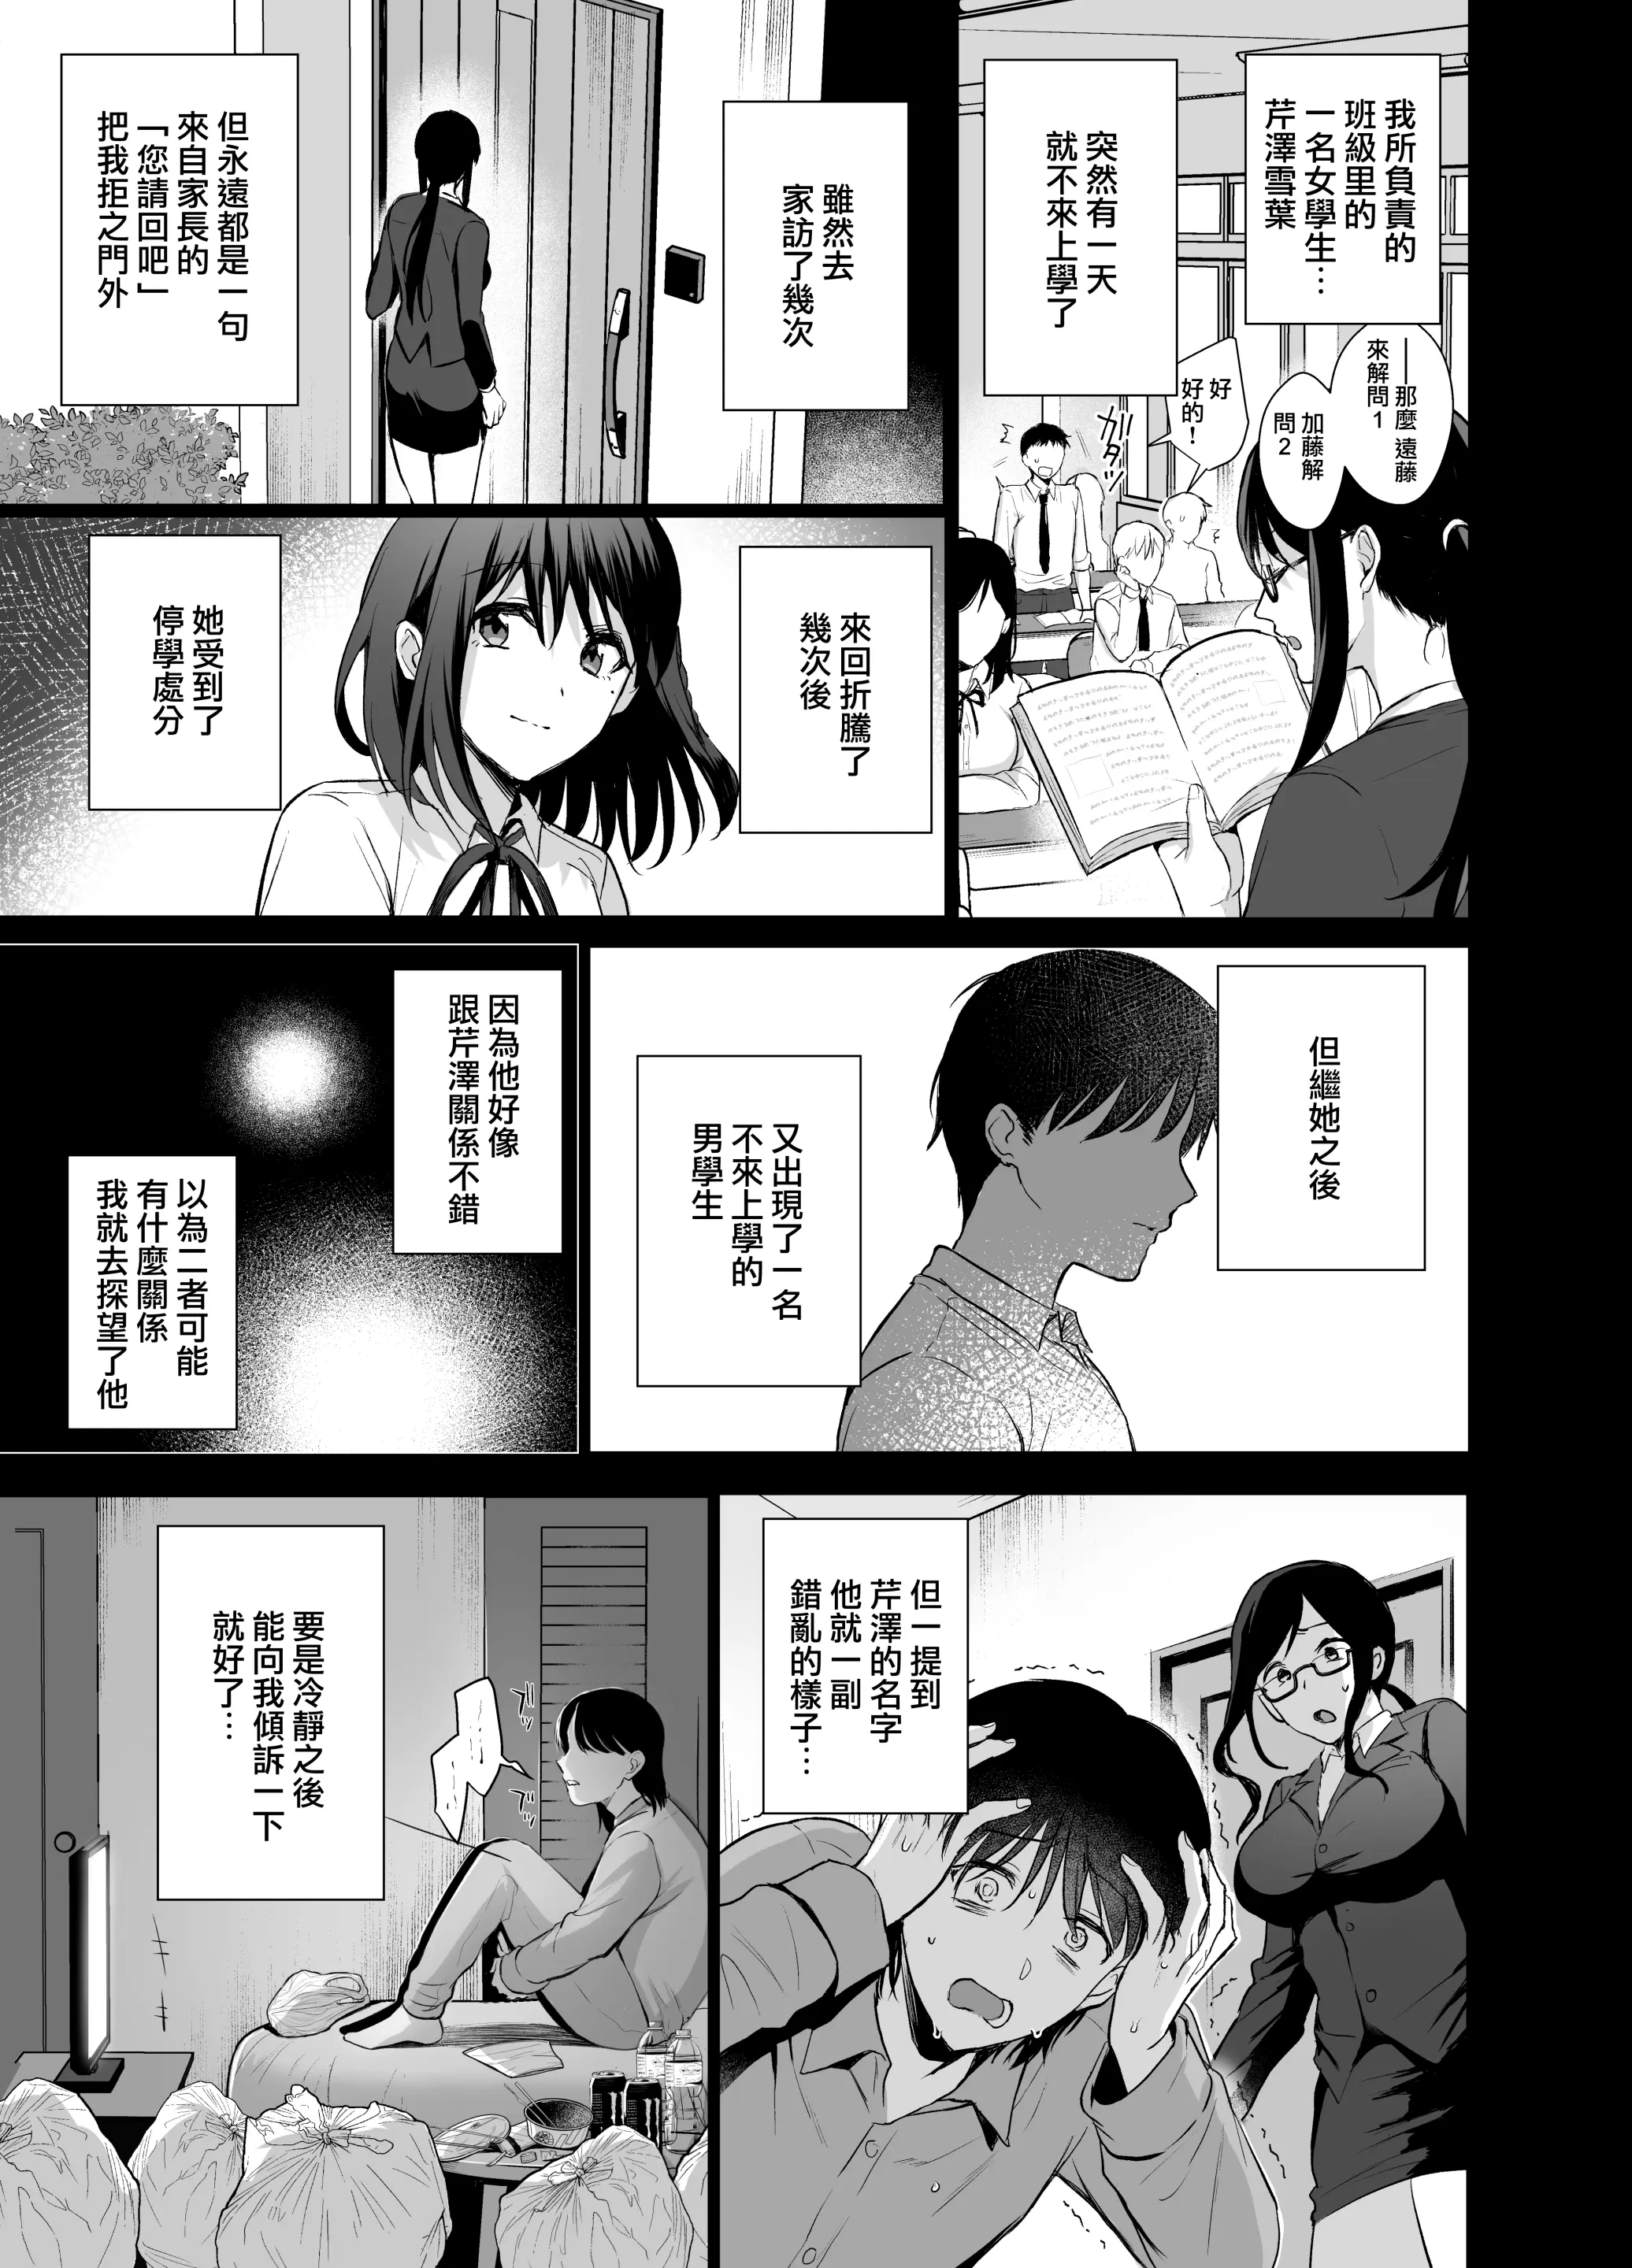 我所負責的
班級里的
一名女學生…
芹澤雪葉
——那麼 遠藤
來解問1
加藤解
問2
好
好的！
ガタッ
突然有一天
就不來上學了
雖然去
家訪了幾次
但永遠都是一句
來自家長的
「您請回吧」
把我拒之門外
來回折騰了
幾次後
她受到了
停學處分
但繼她之後
又出現了一名
不來上學的
男學生
因為他好像
跟芹澤關係不錯
以為二者可能
有什麼關係
我就去探望了他
但一提到
芹澤的名字
他就一副
錯亂的樣子…
要是冷靜之後
能向我傾訴一下
就好了…
ブツ
ブツ